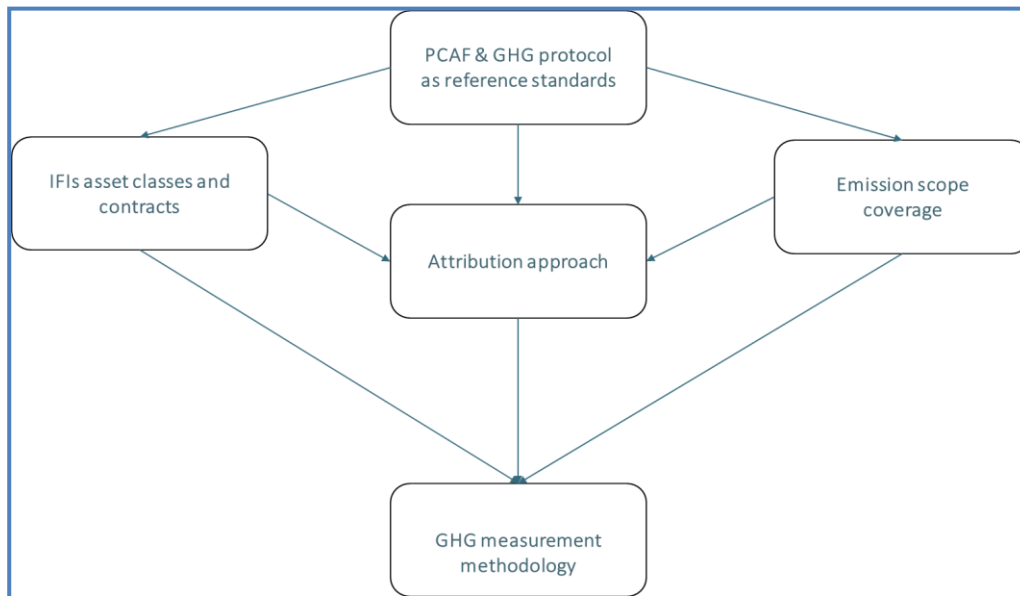 PCAF & GHG protocol
as reference standards
IFIs asset classes and
contracts
Emission scope
coverage
Attribution approach
GHG measurement
methodology